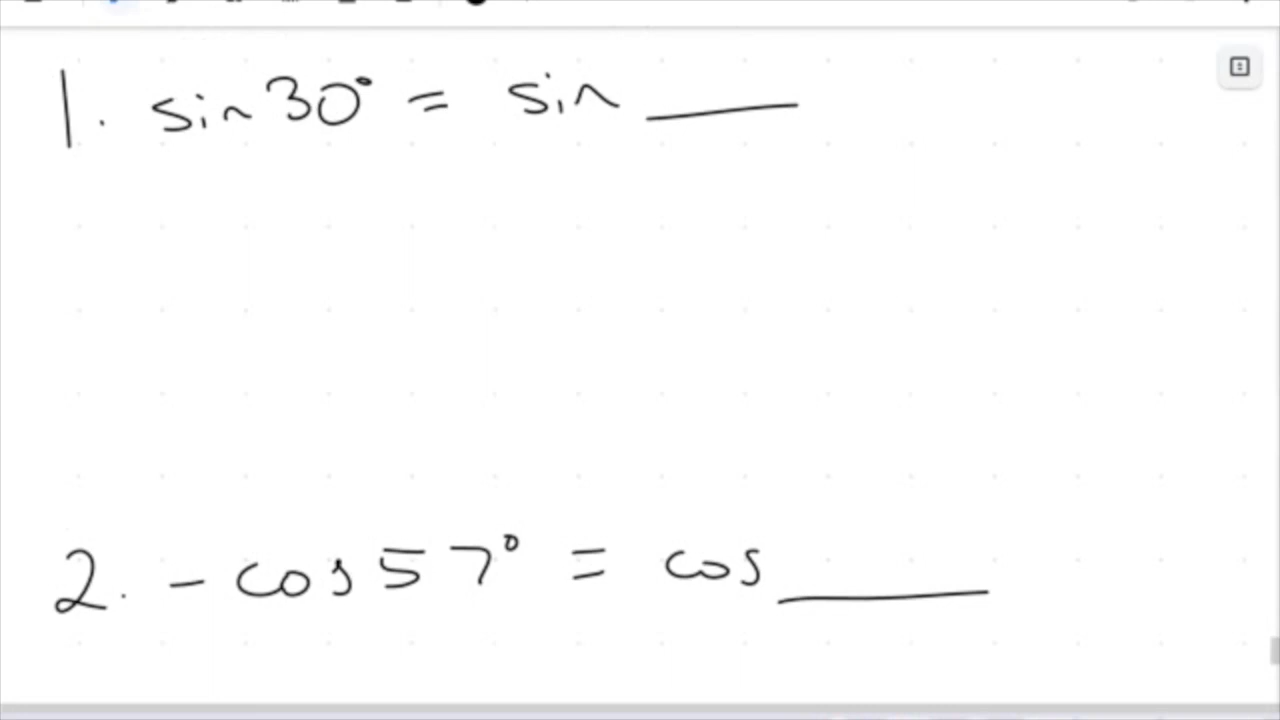 1. sin 30° = sin ____
2. - cos 57° = cos ____